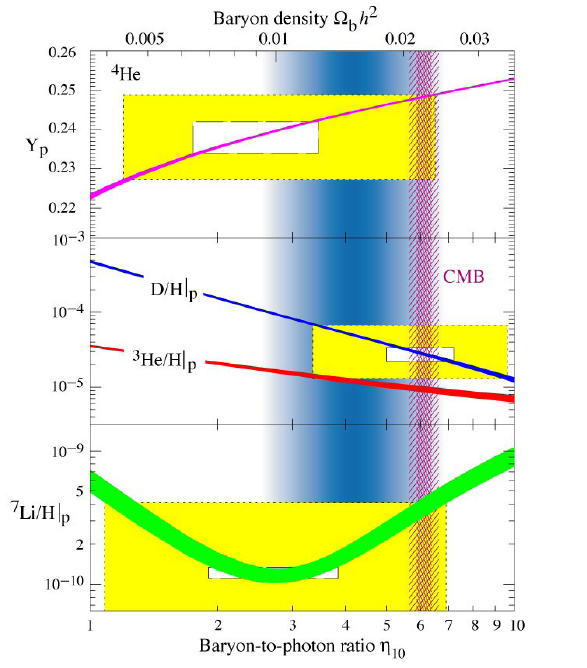 Baryon density Ω_b h²
0.005 0.01 0.02 0.03
0.26
⁴He
0.25
Y_p
0.24
0.23
0.22
10⁻³
CMB
D/H|_p
10⁻⁴
³He/H|_p
10⁻⁵
10⁻⁹
5
⁷Li/H|_p
2
10⁻¹⁰
1 2 3 4 5 6 7 8 9 10
Baryon-to-photon ratio η₁₀